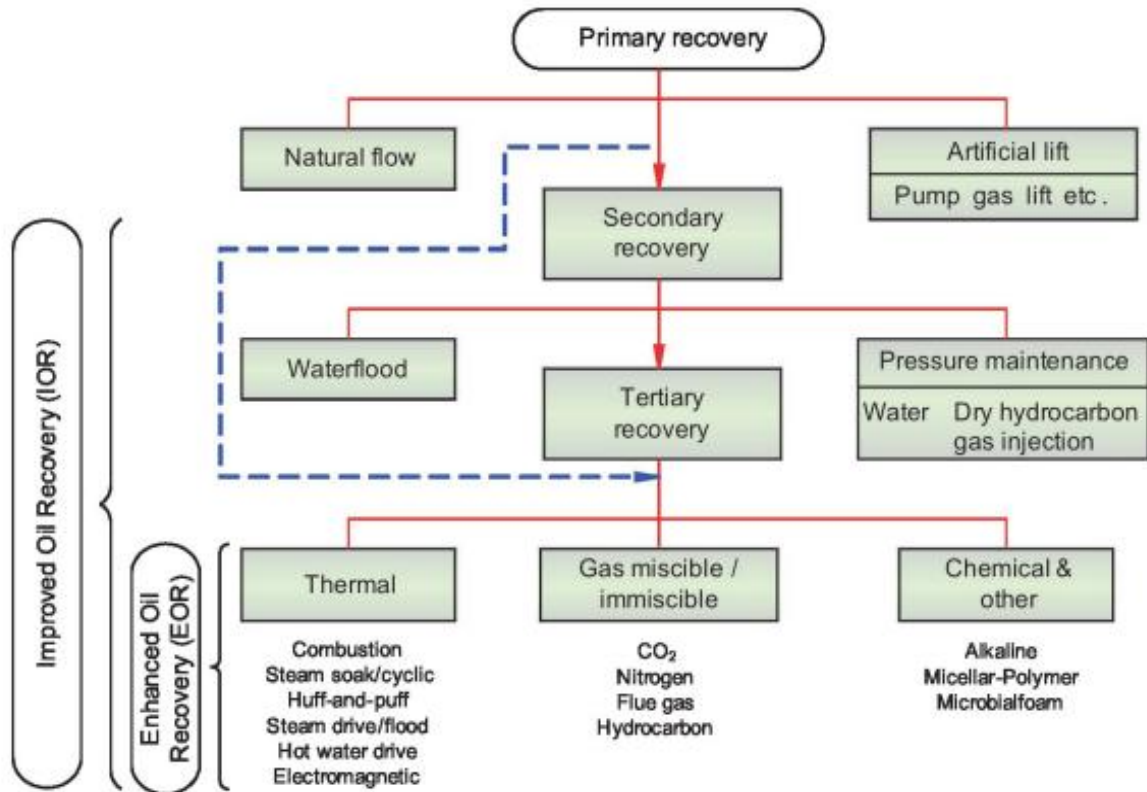 Primary recovery
Natural flow
Artificial lift
Pump gas lift etc.
Secondary
recovery
Waterflood
Pressure maintenance
Water Dry hydrocarbon
gas injection
Tertiary
recovery
Improved Oil Recovery (IOR)
Enhanced Oil
Recovery (EOR)
Thermal
Combustion
Steam soak/cyclic
Huff-and-puff
Steam drive/flood
Hot water drive
Electromagnetic
Gas miscible /
immiscible
CO₂
Nitrogen
Flue gas
Hydrocarbon
Chemical &
other
Alkaline
Micellar-Polymer
Microbialfoam